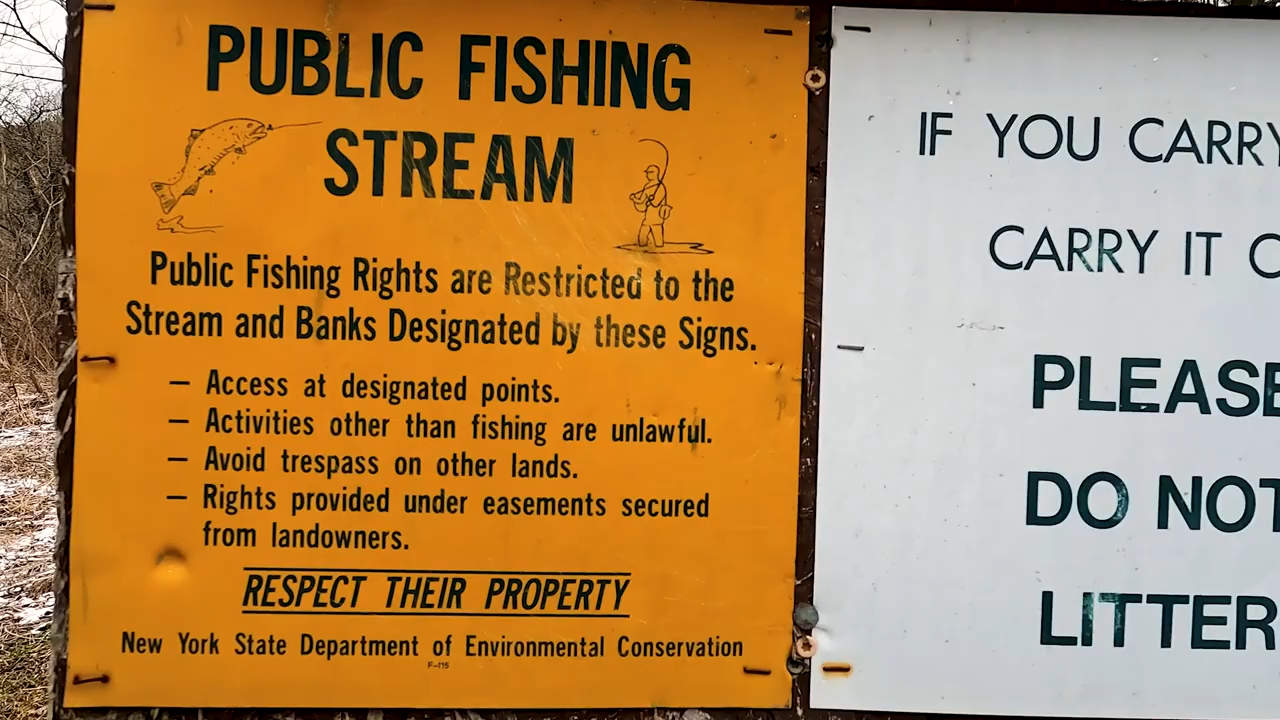 PUBLIC FISHING
STREAM
Public Fishing Rights are Restricted to the
Stream and Banks Designated by these Signs.
— Access at designated points.
— Activities other than fishing are unlawful.
— Avoid trespass on other lands.
— Rights provided under easements secured
from landowners.
RESPECT THEIR PROPERTY
New York State Department of Environmental Conservation
F-115
IF YOU CARRY
CARRY IT
PLEASE
DO NOT
LITTER